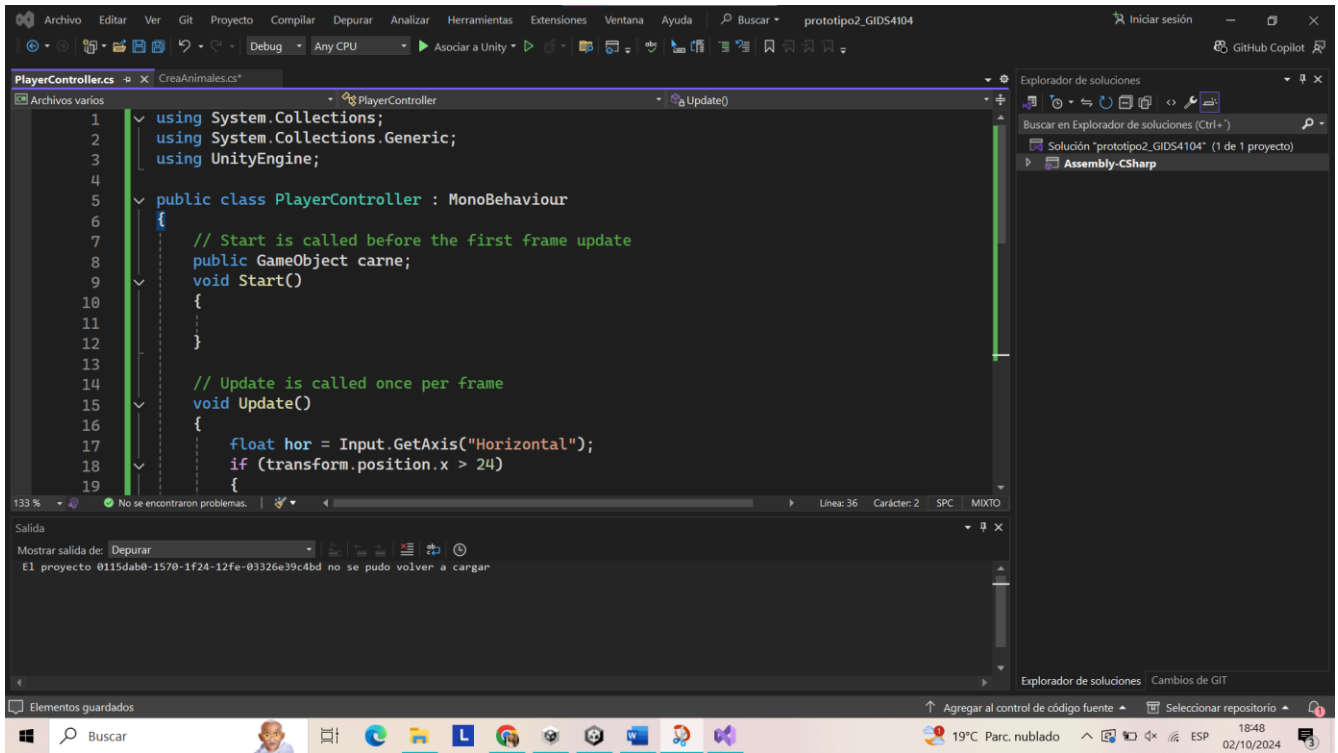 Archivo Editar Ver Git Proyecto Compilar Depurar Analizar Herramientas Extensiones Ventana Ayuda Buscar prototipo2_GIDS4104 Iniciar sesión
Debug Any CPU Asociar a Unity GitHub Copilot
PlayerController.cs CreaAnimales.cs*
Archivos varios PlayerController Update()
1 using System.Collections;
2 using System.Collections.Generic;
3 using UnityEngine;
4
5 public class PlayerController : MonoBehaviour
6 {
7 // Start is called before the first frame update
8 public GameObject carne;
9 void Start()
10 {
11
12 }
13
14 // Update is called once per frame
15 void Update()
16 {
17 float hor = Input.GetAxis("Horizontal");
18 if (transform.position.x > 24)
19 {
133 % No se encontraron problemas. Línea: 36 Carácter: 2 SPC MIXTO
Salida
Mostrar salida de: Depurar
El proyecto 0115dab0-1570-1f24-12fe-03326e39c4bd no se pudo volver a cargar
Explorador de soluciones
Buscar en Explorador de soluciones (Ctrl+´)
Solución "prototipo2_GIDS4104" (1 de 1 proyecto)
Assembly-CSharp
Explorador de soluciones Cambios de GIT
Elementos guardados Agregar al control de código fuente Seleccionar repositorio 1
Buscar L W 19°C Parc. nublado ESP 18:48
02/10/2024 3